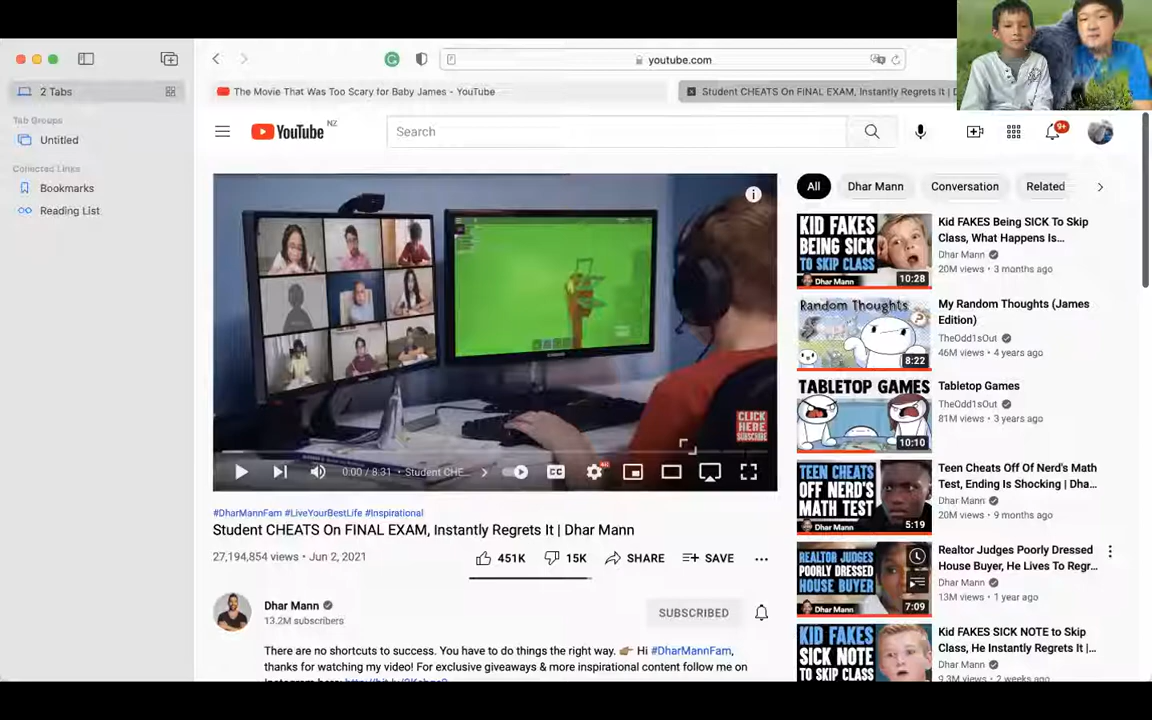 youtube.com
2 Tabs
The Movie That Was Too Scary for Baby James - YouTube
Student CHEATS On FINAL EXAM, Instantly Regrets It | D
Tab Groups
Untitled
Collected Links
Bookmarks
Reading List
YouTube NZ
Search
9+
All
Dhar Mann
Conversation
Related
CLICK
HERE
SUBSCRIBE
0:00 / 8:31 • Student CHE...
CC
#DharMannFam #LiveYourBestLife #Inspirational
Student CHEATS On FINAL EXAM, Instantly Regrets It | Dhar Mann
27,194,854 views • Jun 2, 2021
451K
15K
SHARE
SAVE
Dhar Mann
13.2M subscribers
SUBSCRIBED
There are no shortcuts to success. You have to do things the right way. Hi #DharMannFam,
thanks for watching my video! For exclusive giveaways & more inspirational content follow me on
KID FAKES
BEING SICK
TO SKIP CLASS
Dhar Mann
10:28
Kid FAKES Being SICK To Skip
Class, What Happens Is...
Dhar Mann
20M views • 3 months ago
Random Thoughts
8:22
My Random Thoughts (James
Edition)
TheOdd1sOut
46M views • 4 years ago
TABLETOP GAMES
10:10
Tabletop Games
TheOdd1sOut
81M views • 3 years ago
TEEN CHEATS
OFF NERD'S
MATH TEST
5:19
Teen Cheats Off Of Nerd's Math
Test, Ending Is Shocking | Dha...
Dhar Mann
20M views • 9 months ago
REALTOR JUDGES
POORLY DRESSED
HOUSE BUYER
Dhar Mann
7:09
Realtor Judges Poorly Dressed
House Buyer, He Lives To Regr...
Dhar Mann
13M views • 1 year ago
KID FAKES
SICK NOTE
TO SKIP CLASS
Kid FAKES SICK NOTE to Skip
Class, He Instantly Regrets It |...
Dhar Mann
9.3M views • 2 weeks ago